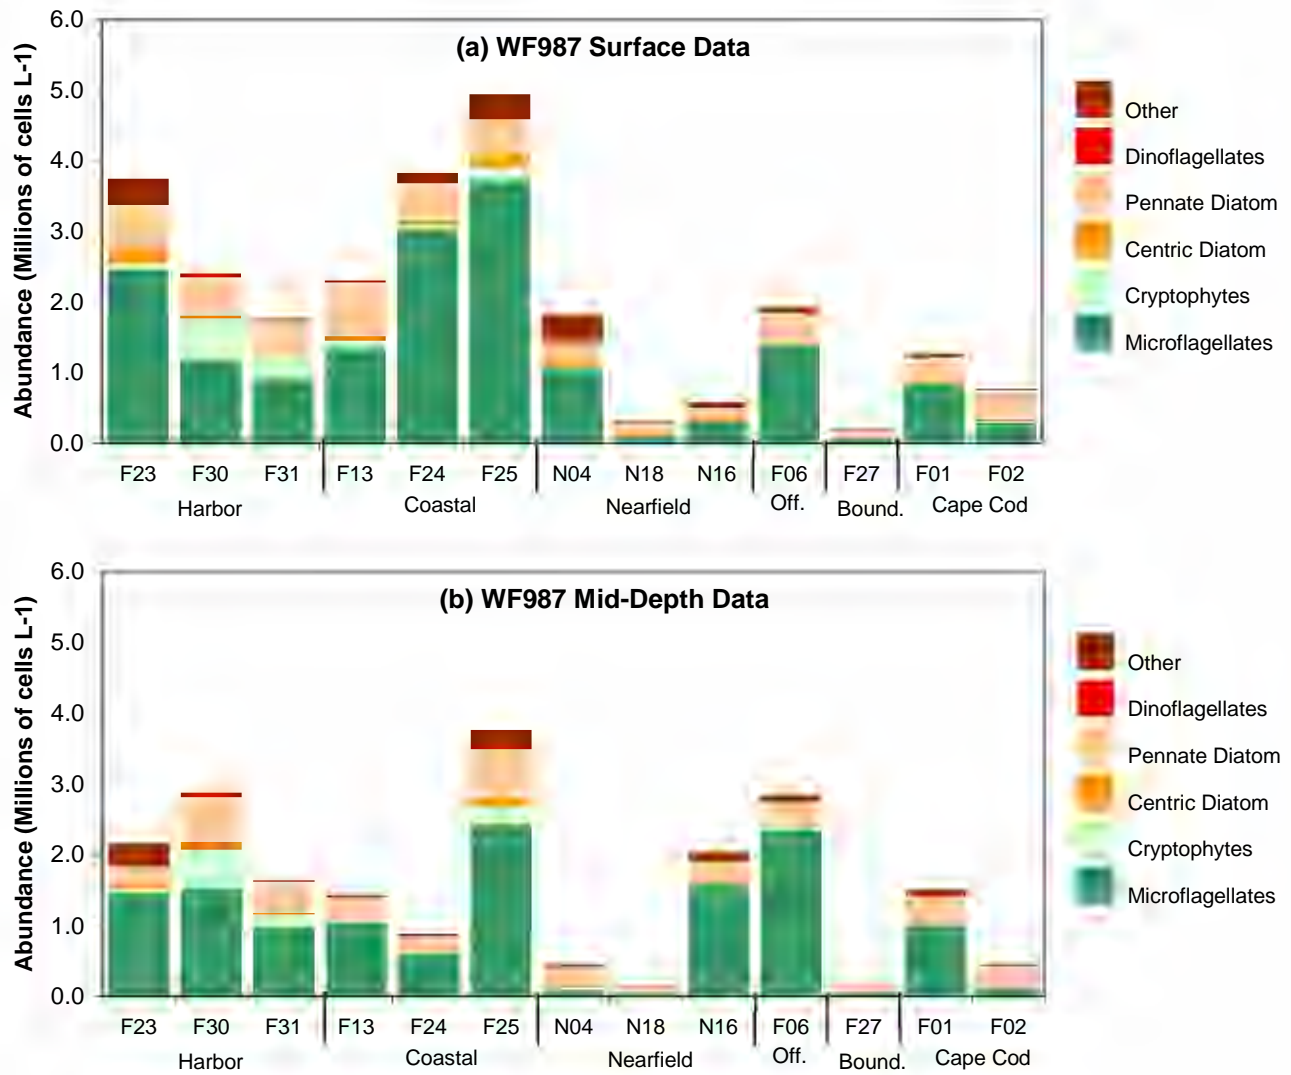 (a) WF987 Surface Data
Abundance (Millions of cells L-1)
6.0
5.0
4.0
3.0
2.0
1.0
0.0
F23 F30 F31 F13 F24 F25 N04 N18 N16 F06 F27 F01 F02
Harbor Coastal Nearfield Off. Bound. Cape Cod
Other
Dinoflagellates
Pennate Diatom
Centric Diatom
Cryptophytes
Microflagellates
(b) WF987 Mid-Depth Data
Abundance (Millions of cells L-1)
6.0
5.0
4.0
3.0
2.0
1.0
0.0
F23 F30 F31 F13 F24 F25 N04 N18 N16 F06 F27 F01 F02
Harbor Coastal Nearfield Off. Bound. Cape Cod
Other
Dinoflagellates
Pennate Diatom
Centric Diatom
Cryptophytes
Microflagellates